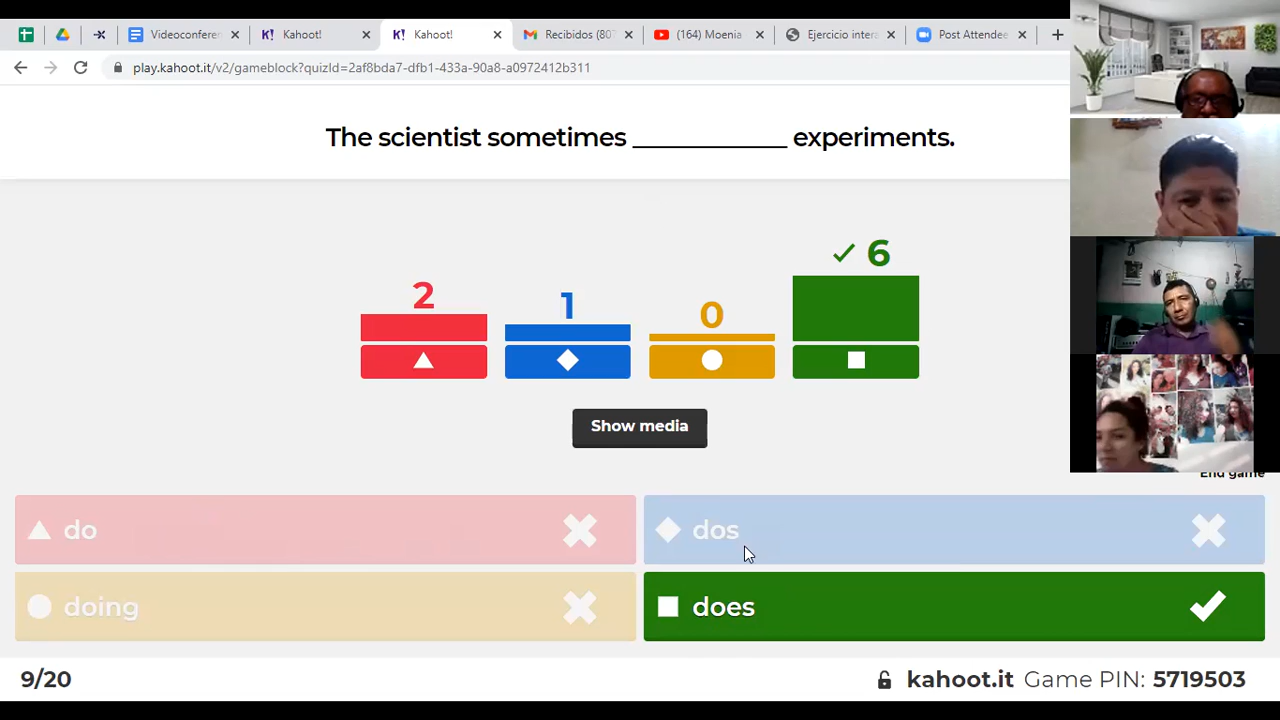 Videoconfere
Kahoot!
Kahoot!
Recibidos (80
(164) Moenia
Ejercicio intera
Post Attendee
play.kahoot.it/v2/gameblock?quizId=2af8bda7-dfb1-433a-90a8-a0972412b311
The scientist sometimes ___________ experiments.
2
1
0
6
Show media
End game
do
dos
doing
does
9/20
kahoot.it Game PIN: 5719503